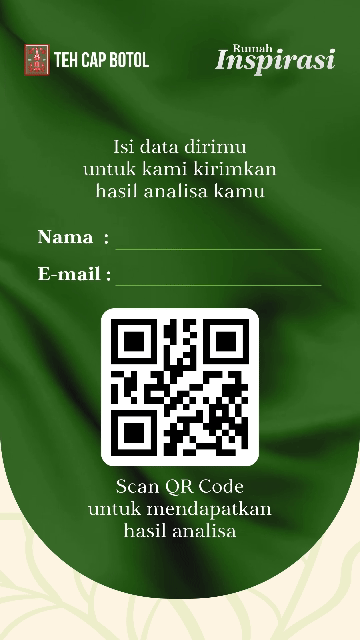 TEH CAP BOTOL
Rumah
Inspirasi
Isi data dirimu
untuk kami kirimkan
hasil analisa kamu
Nama :
E-mail :
Scan QR Code
untuk mendapatkan
hasil analisa